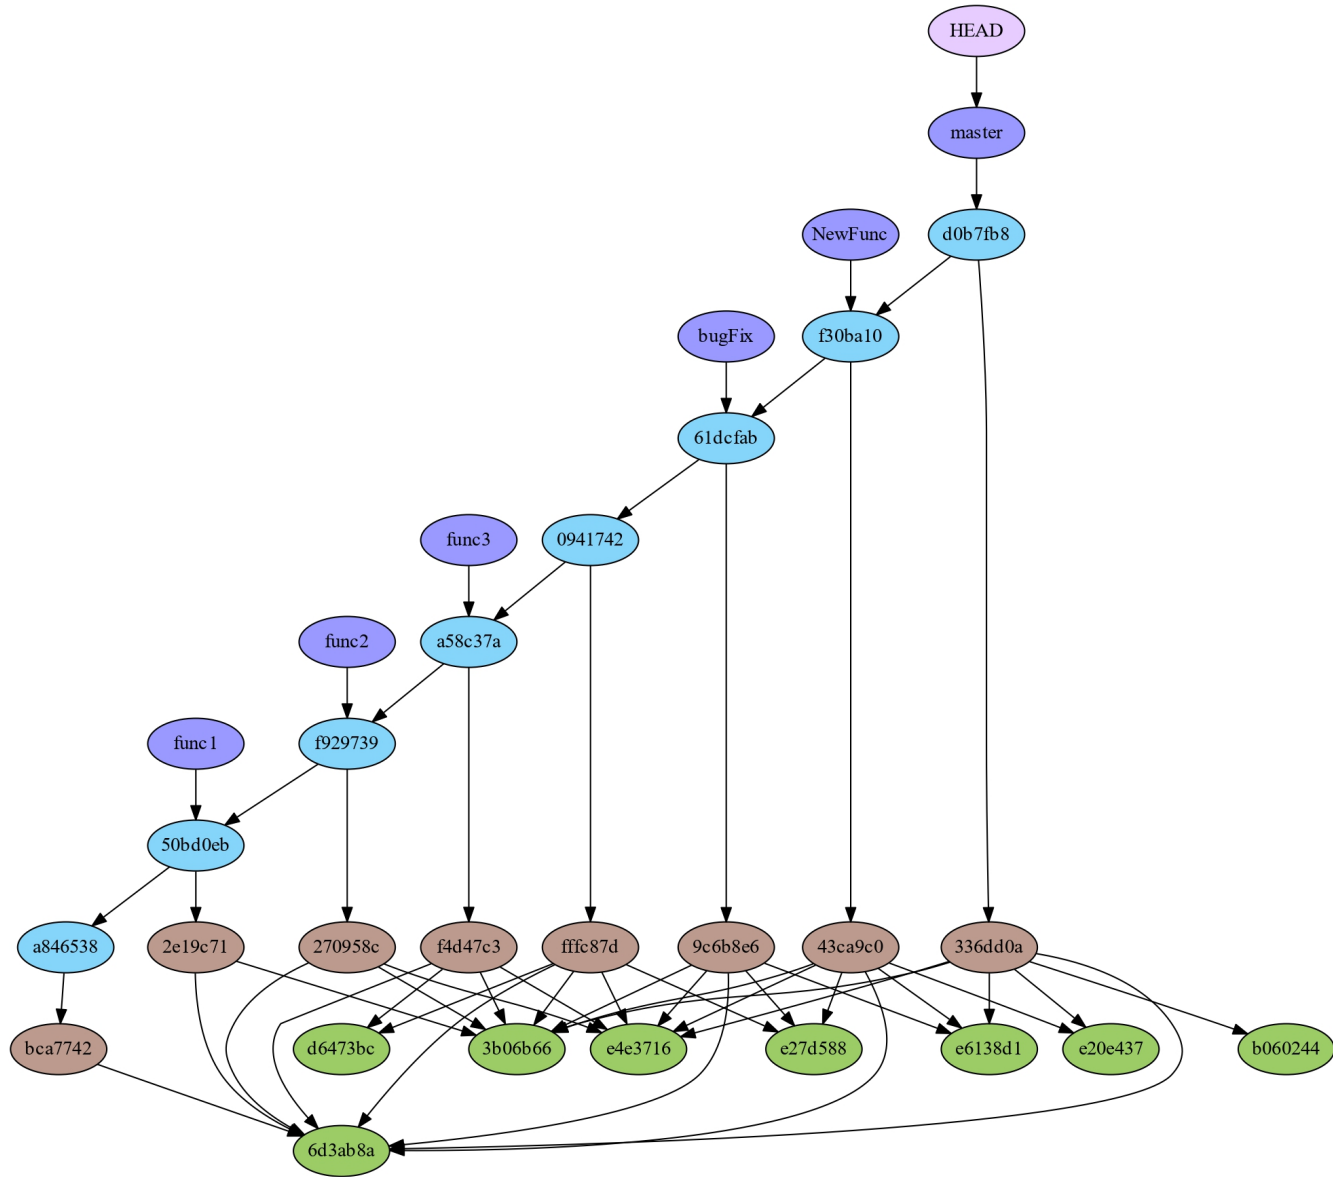 HEAD
master
NewFunc
d0b7fb8
bugFix
f30ba10
61dcfab
func3
0941742
func2
a58c37a
func1
f929739
50bd0eb
a846538
2e19c71
270958c
f4d47c3
fffc87d
9c6b8e6
43ca9c0
336dd0a
bca7742
d6473bc
3b06b66
e4e3716
e27d588
e6138d1
e20e437
b060244
6d3ab8a